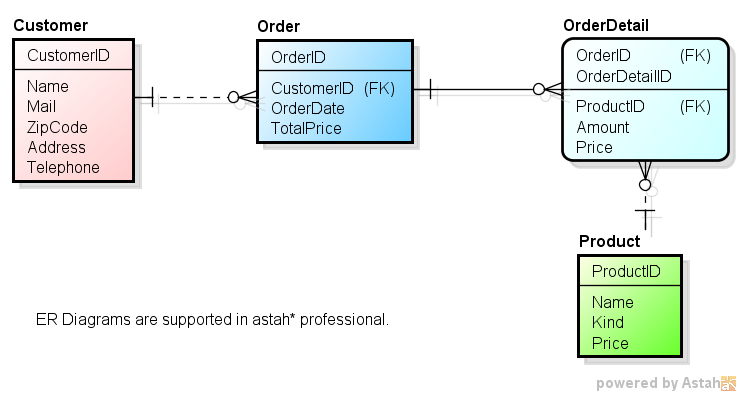 Customer
CustomerID
Name
Mail
ZipCode
Address
Telephone
Order
OrderID
CustomerID (FK)
OrderDate
TotalPrice
OrderDetail
OrderID (FK)
OrderDetailID
ProductID (FK)
Amount
Price
Product
ProductID
Name
Kind
Price
ER Diagrams are supported in astah* professional.
powered by Astah